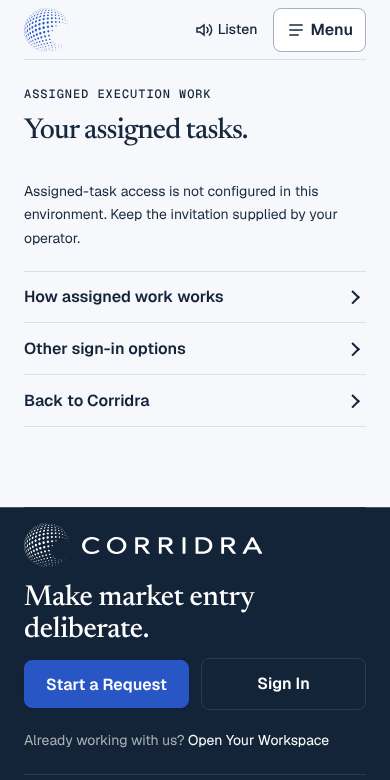 Listen
Menu
ASSIGNED EXECUTION WORK
Your assigned tasks.
Assigned-task access is not configured in this
environment. Keep the invitation supplied by your
operator.
How assigned work works
Other sign-in options
Back to Corridra
CORRIDRA
Make market entry
deliberate.
Start a Request
Sign In
Already working with us? Open Your Workspace